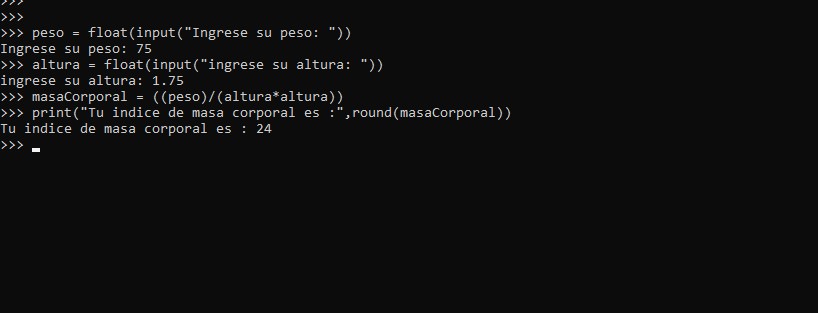 >>>
>>>
>>> peso = float(input("Ingrese su peso: "))
Ingrese su peso: 75
>>> altura = float(input("ingrese su altura: "))
ingrese su altura: 1.75
>>> masaCorporal = ((peso)/(altura*altura))
>>> print("Tu indice de masa corporal es :",round(masaCorporal))
Tu indice de masa corporal es : 24
>>>